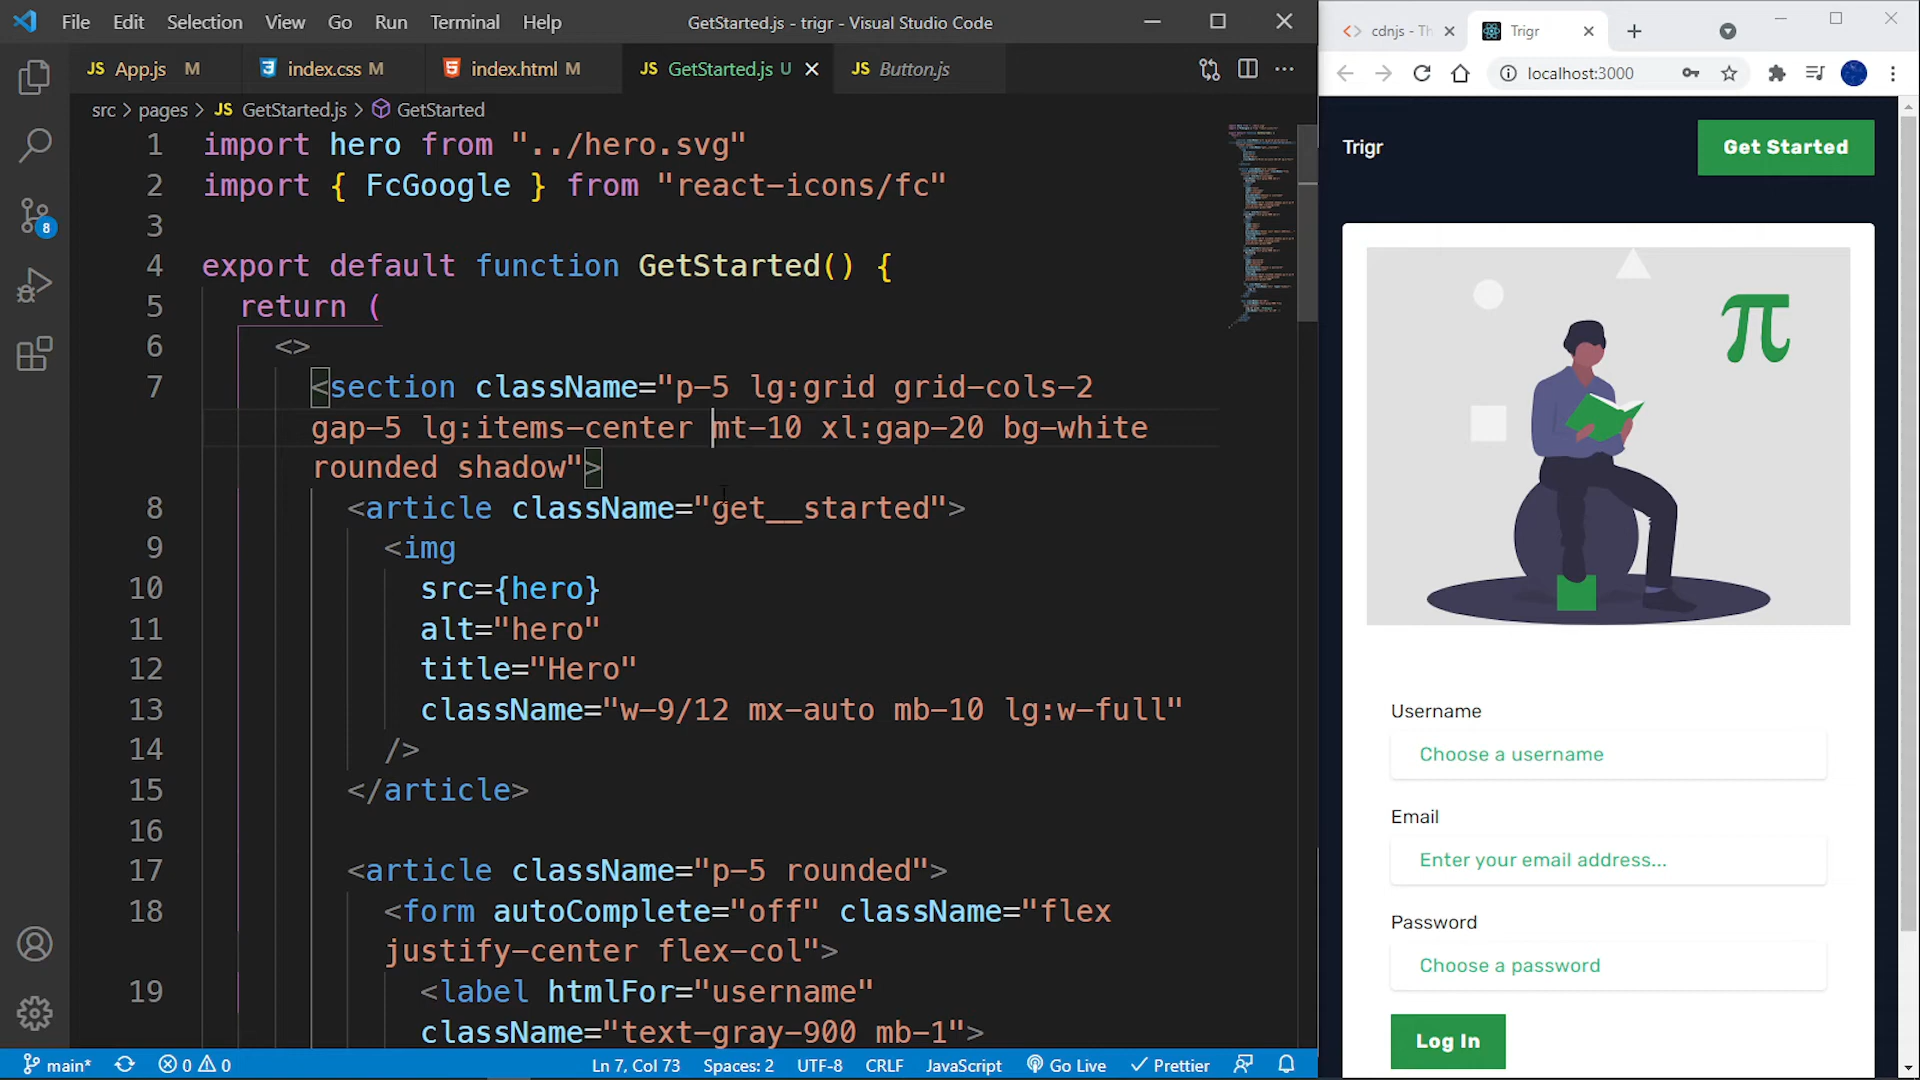 File Edit Selection View Go Run Terminal Help
GetStarted.js - trigr - Visual Studio Code
JS App.js M
index.css M
index.html M
JS GetStarted.js U
JS Button.js
src > pages > JS GetStarted.js > GetStarted
1 import hero from "../hero.svg"
2 import { FcGoogle } from "react-icons/fc"
3
4 export default function GetStarted() {
5 return (
6 <>
7 <section className="p-5 lg:grid grid-cols-2
gap-5 lg:items-center mt-10 xl:gap-20 bg-white
rounded shadow">
8 <article className="get__started">
9 <img
10 src={hero}
11 alt="hero"
12 title="Hero"
13 className="w-9/12 mx-auto mb-10 lg:w-full"
14 />
15 </article>
16
17 <article className="p-5 rounded">
18 <form autoComplete="off" className="flex
justify-center flex-col">
19 <label htmlFor="username"
className="text-gray-900 mb-1">
8
main* 0 0 Ln 7, Col 73 Spaces: 2 UTF-8 CRLF JavaScript Go Live Prettier
cdnjs - Th
Trigr
localhost:3000
Trigr
Get Started
π
Username
Choose a username
Email
Enter your email address...
Password
Choose a password
Log In